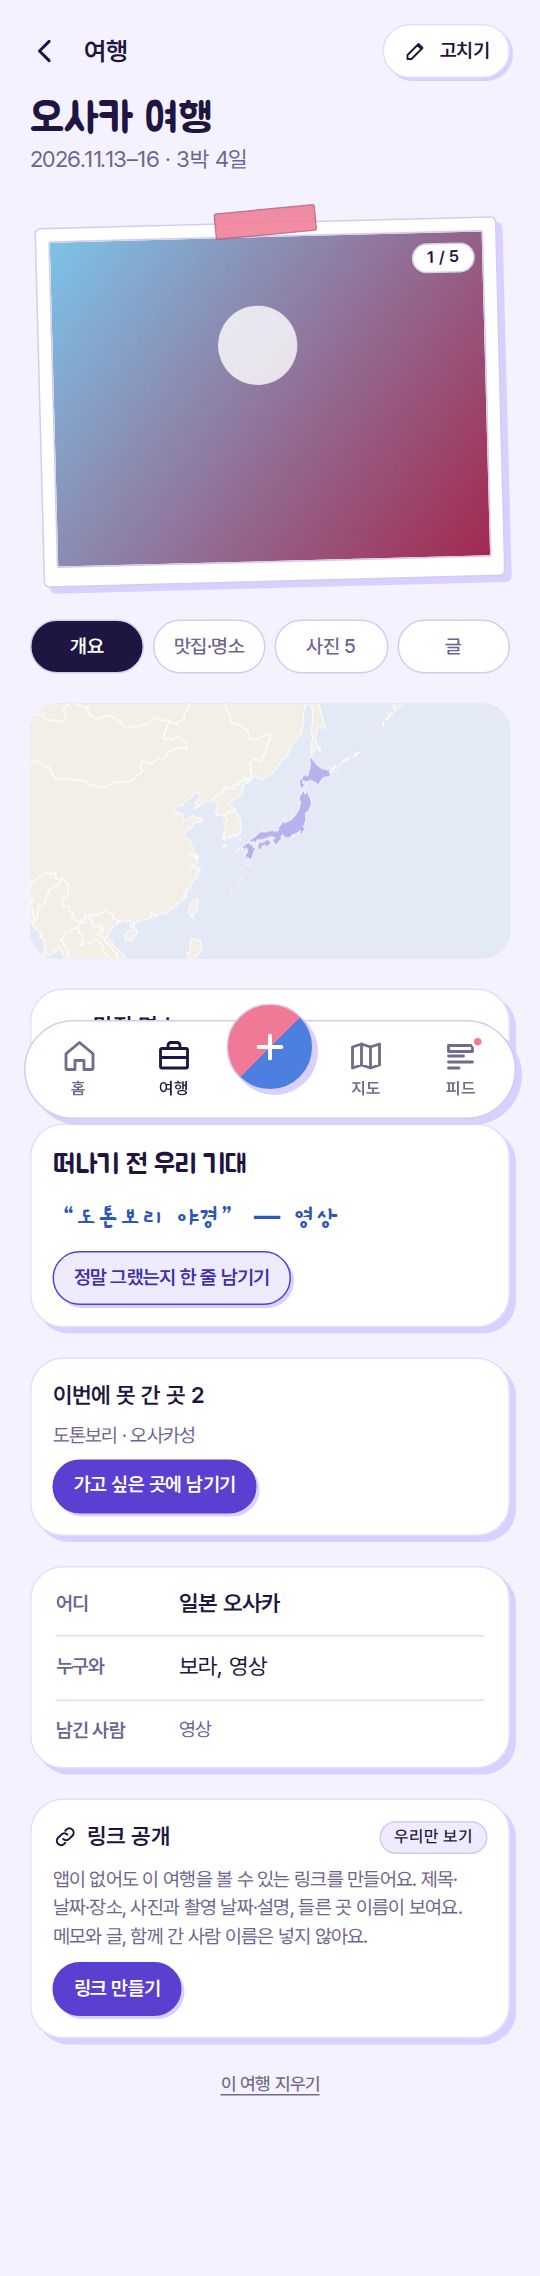 여행
고치기
오사카 여행
2026.11.13–16 · 3박 4일
1 / 5
개요
맛집·명소
사진 5
글
홈
여행
지도
피드
떠나기 전 우리 기대
“도톤보리 야경” — 영상
정말 그랬는지 한 줄 남기기
이번에 못 간 곳 2
도톤보리 · 오사카성
가고 싶은 곳에 남기기
어디 일본 오사카
누구와 보라, 영상
남긴 사람 영상
링크 공개
우리만 보기
앱이 없어도 이 여행을 볼 수 있는 링크를 만들어요. 제목·
날짜·장소, 사진과 촬영 날짜·설명, 들른 곳 이름이 보여요.
메모와 글, 함께 간 사람 이름은 넣지 않아요.
링크 만들기
이 여행 지우기